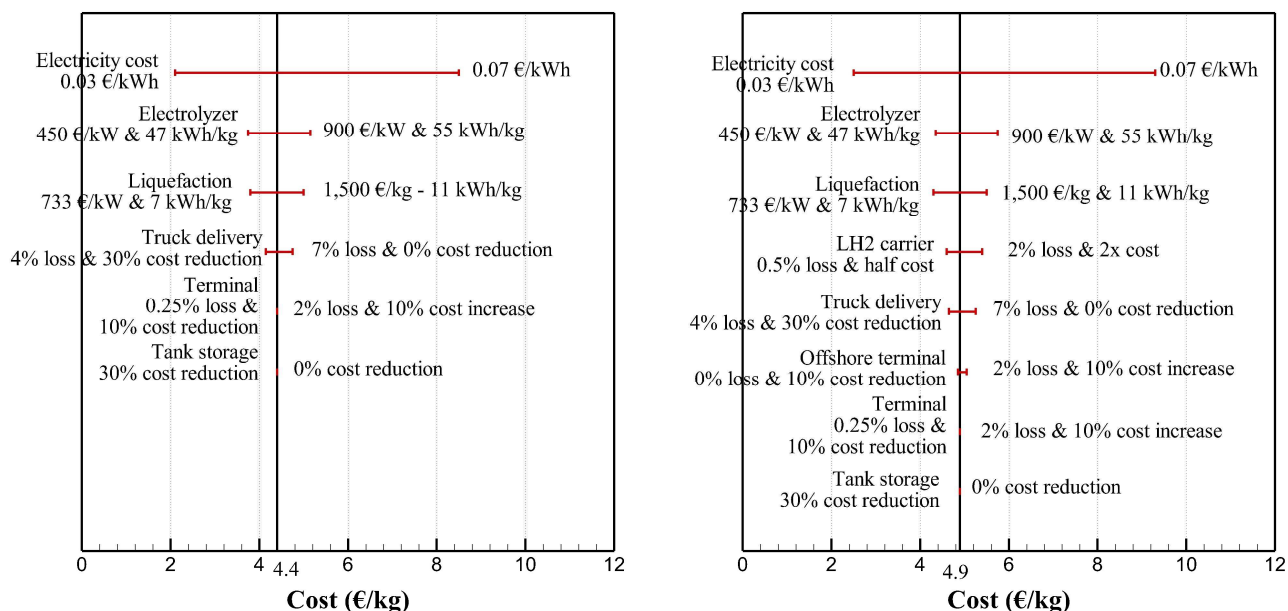 Electricity cost
0.03 €/kWh
0.07 €/kWh
Electrolyzer
450 €/kW & 47 kWh/kg
900 €/kW & 55 kWh/kg
Liquefaction
733 €/kW & 7 kWh/kg
1,500 €/kg - 11 kWh/kg
Truck delivery
4% loss & 30% cost reduction
7% loss & 0% cost reduction
Terminal
0.25% loss &
10% cost reduction
2% loss & 10% cost increase
Tank storage
30% cost reduction
0% cost reduction
0 2 4 6 8 10 12
4.4
Cost (€/kg)
Electricity cost
0.03 €/kWh
0.07 €/kWh
Electrolyzer
450 €/kW & 47 kWh/kg
900 €/kW & 55 kWh/kg
Liquefaction
733 €/kW & 7 kWh/kg
1,500 €/kg & 11 kWh/kg
LH2 carrier
0.5% loss & half cost
2% loss & 2x cost
Truck delivery
4% loss & 30% cost reduction
7% loss & 0% cost reduction
Offshore terminal
0% loss & 10% cost reduction
2% loss & 10% cost increase
Terminal
0.25% loss &
10% cost reduction
2% loss & 10% cost increase
Tank storage
30% cost reduction
0% cost reduction
0 2 4 6 8 10 12
4.9
Cost (€/kg)